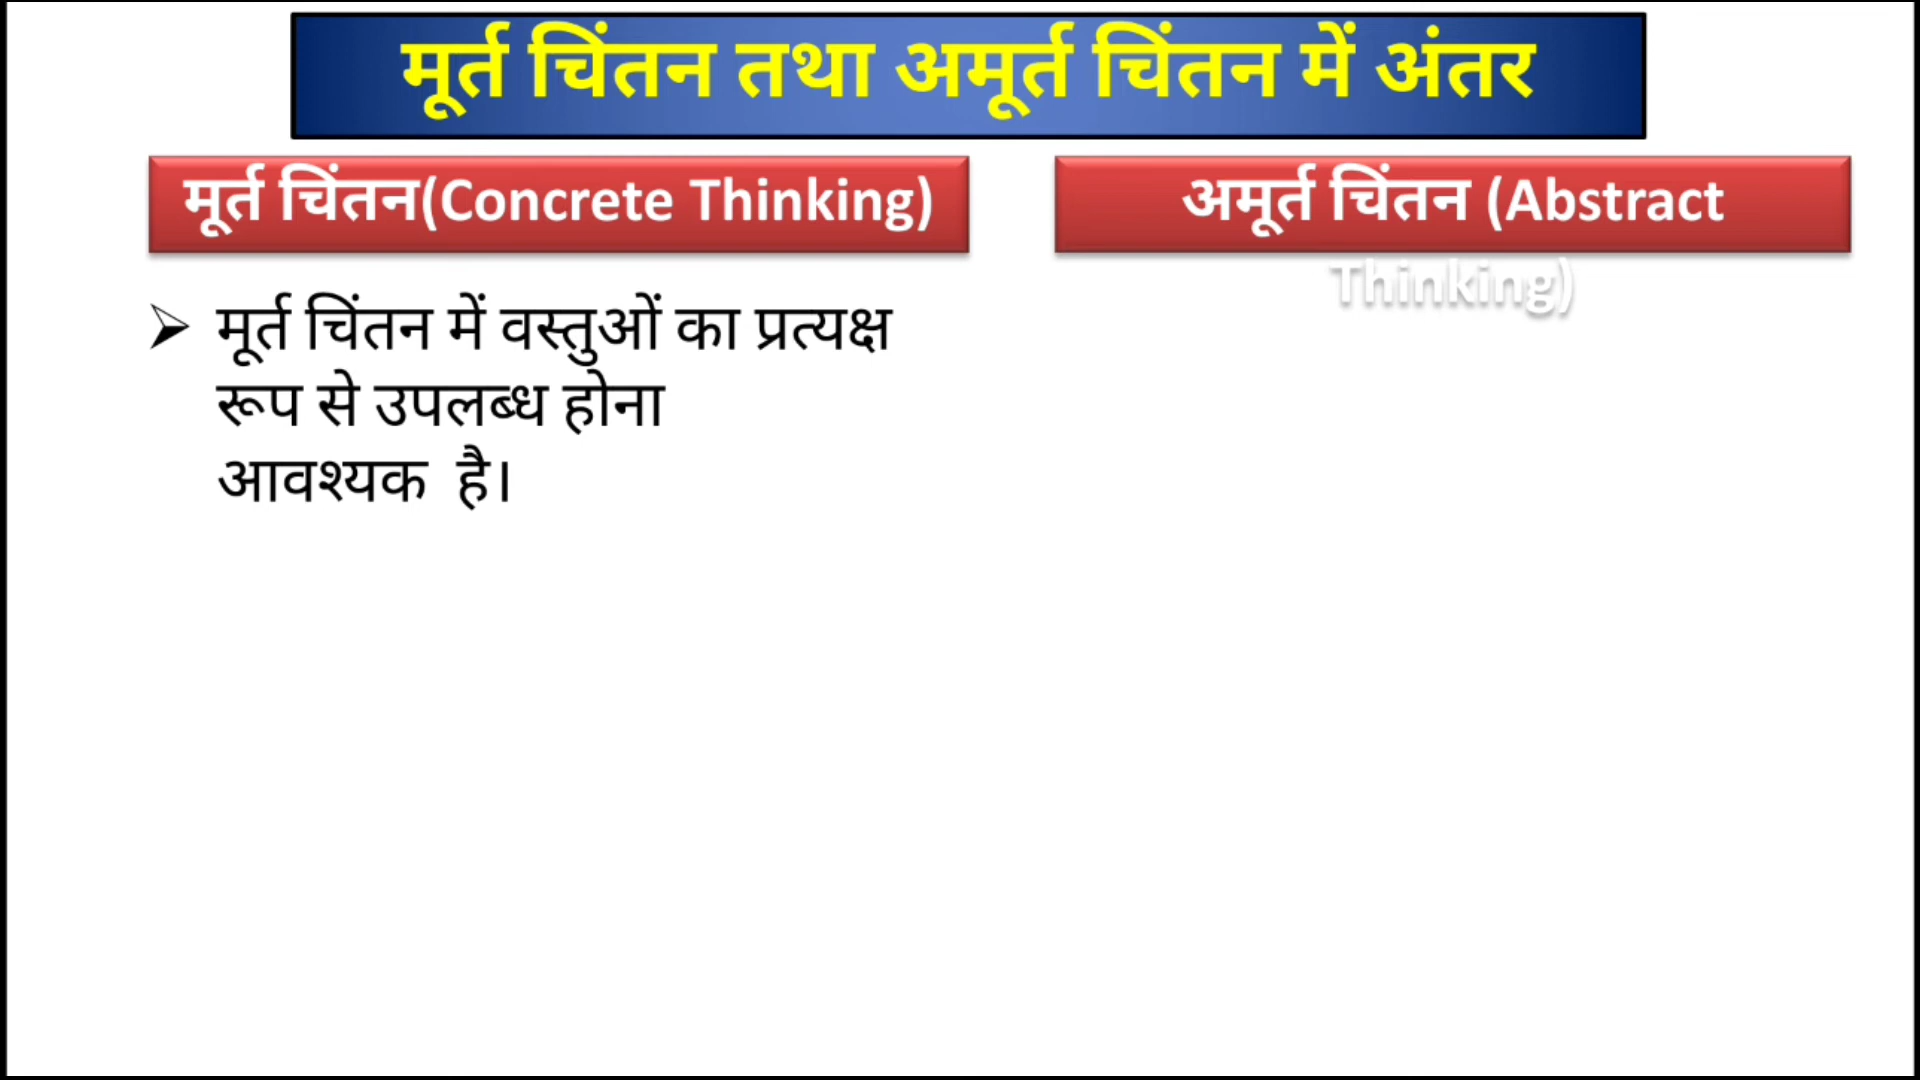 मूर्त चिंतन तथा अमूर्त चिंतन में अंतर
मूर्त चिंतन(Concrete Thinking)
अमूर्त चिंतन (Abstract
Thinking)
➢ मूर्त चिंतन में वस्तुओं का प्रत्यक्ष
रूप से उपलब्ध होना
आवश्यक  है।